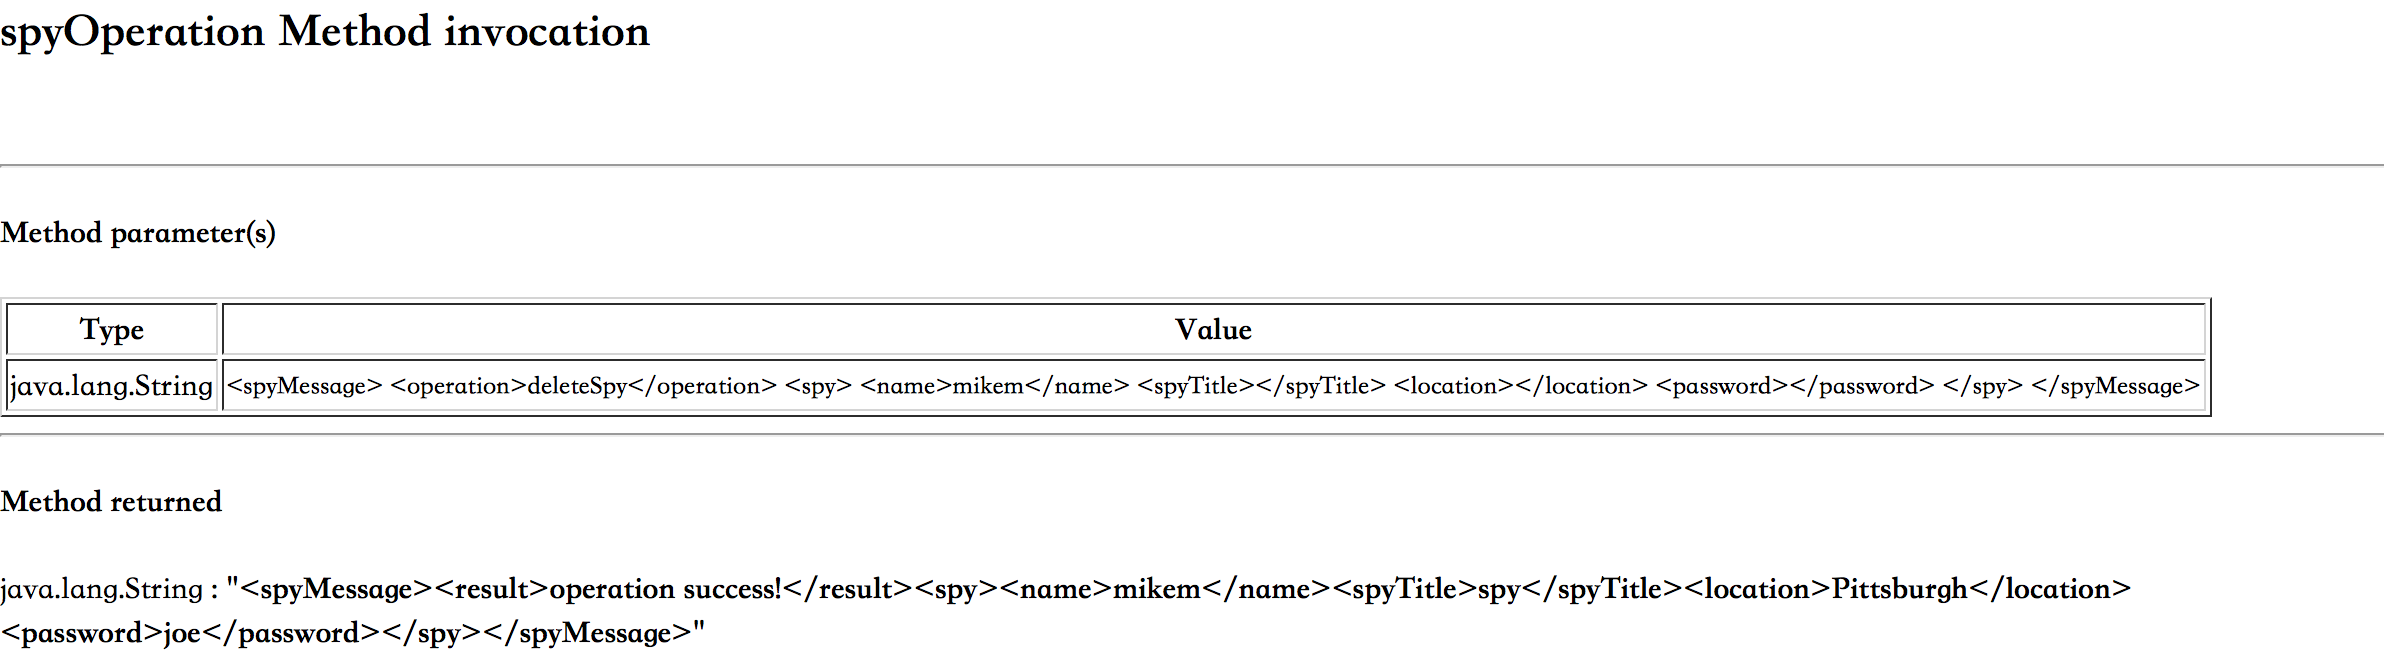 spyOperation Method invocation
Method parameter(s)
Type Value
java.lang.String <spyMessage> <operation>deleteSpy</operation> <spy> <name>mikem</name> <spyTitle></spyTitle> <location></location> <password></password> </spy> </spyMessage>
Method returned
java.lang.String : "<spyMessage><result>operation success!</result><spy><name>mikem</name><spyTitle>spy</spyTitle><location>Pittsburgh</location>
<password>joe</password></spy></spyMessage>"